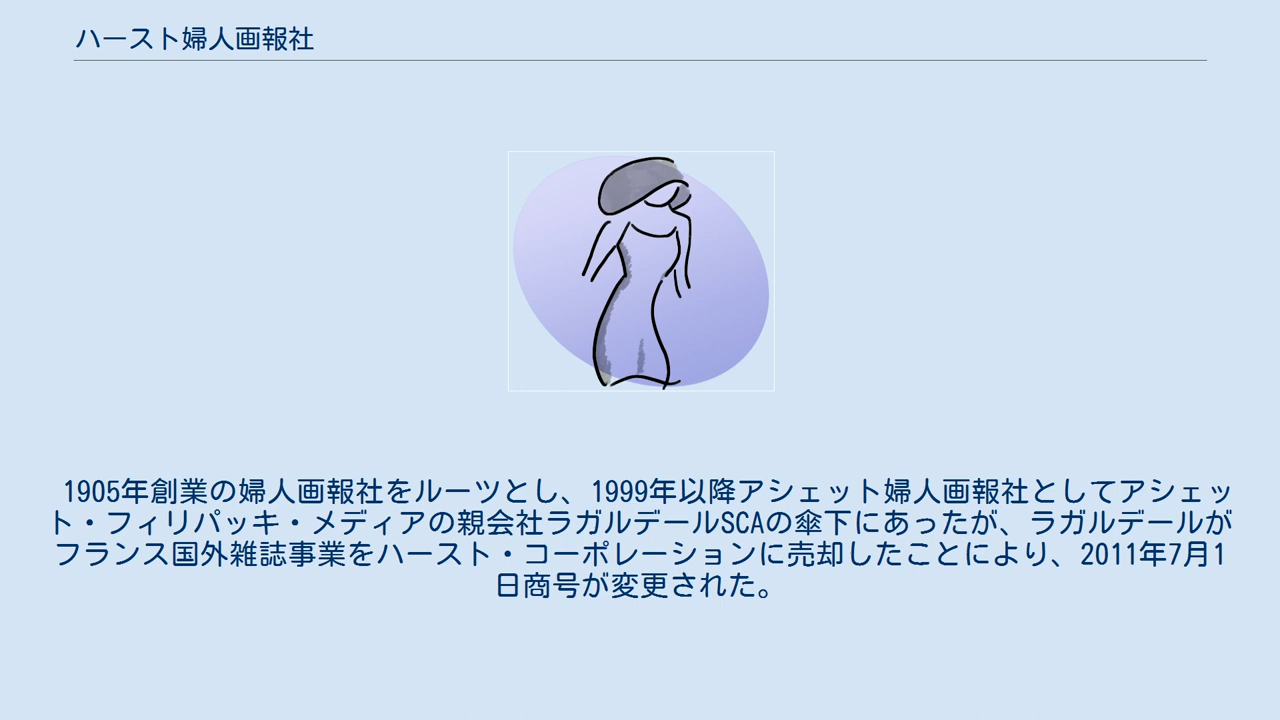 ハースト婦人画報社
1905年創業の婦人画報社をルーツとし、1999年以降アシェット婦人画報社としてアシェッ
ト・フィリパッキ・メディアの親会社ラガルデールSCAの傘下にあったが、ラガルデールが
フランス国外雑誌事業をハースト・コーポレーションに売却したことにより、2011年7月1
日商号が変更された。